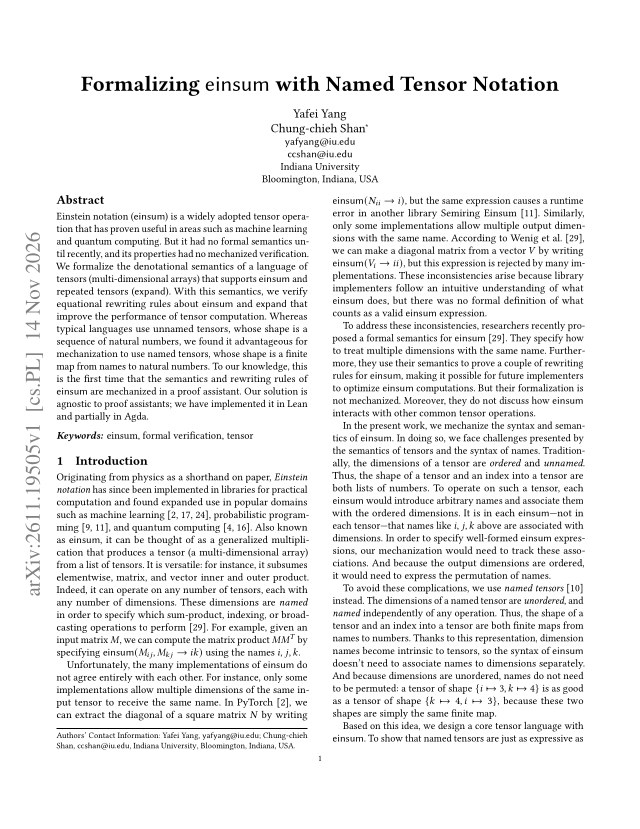 Formalizing einsum with Named Tensor Notation
Yafei Yang
Chung-chieh Shan*
yafyang@iu.edu
ccshan@iu.edu
Indiana University
Bloomington, Indiana, USA
arXiv:2611.19505v1 [cs.PL] 14 Nov 2026
Abstract
Einstein notation (einsum) is a widely adopted tensor opera-
tion that has proven useful in areas such as machine learning
and quantum computing. But it had no formal semantics un-
til recently, and its properties had no mechanized verification.
We formalize the denotational semantics of a language of
tensors (multi-dimensional arrays) that supports einsum and
repeated tensors (expand). With this semantics, we verify
equational rewriting rules about einsum and expand that
improve the performance of tensor computation. Whereas
typical languages use unnamed tensors, whose shape is a
sequence of natural numbers, we found it advantageous for
mechanization to use named tensors, whose shape is a finite
map from names to natural numbers. To our knowledge, this
is the first time that the semantics and rewriting rules of
einsum are mechanized in a proof assistant. Our solution is
agnostic to proof assistants; we have implemented it in Lean
and partially in Agda.
Keywords: einsum, formal verification, tensor
1 Introduction
Originating from physics as a shorthand on paper, Einstein
notation has since been implemented in libraries for practical
computation and found expanded use in popular domains
such as machine learning [2, 17, 24], probabilistic program-
ming [9, 11], and quantum computing [4, 16]. Also known
as einsum, it can be thought of as a generalized multipli-
cation that produces a tensor (a multi-dimensional array)
from a list of tensors. It is versatile: for instance, it subsumes
elementwise, matrix, and vector inner and outer product.
Indeed, it can operate on any number of tensors, each with
any number of dimensions. These dimensions are named
in order to specify which sum-product, indexing, or broad-
casting operations to perform [29]. For example, given an
input matrix M, we can compute the matrix product MMᵀ by
specifying einsum(Mij, Mkj → ik) using the names i, j, k.
Unfortunately, the many implementations of einsum do
not agree entirely with each other. For instance, only some
implementations allow multiple dimensions of the same in-
put tensor to receive the same name. In PyTorch [2], we
can extract the diagonal of a square matrix N by writing
Authors' Contact Information: Yafei Yang, yafyang@iu.edu; Chung-chieh
Shan, ccshan@iu.edu, Indiana University, Bloomington, Indiana, USA.
einsum(Nii → i), but the same expression causes a runtime
error in another library Semiring Einsum [11]. Similarly,
only some implementations allow multiple output dimen-
sions with the same name. According to Wenig et al. [29],
we can make a diagonal matrix from a vector V by writing
einsum(Vi → ii), but this expression is rejected by many im-
plementations. These inconsistencies arise because library
implementers follow an intuitive understanding of what
einsum does, but there was no formal definition of what
counts as a valid einsum expression.
To address these inconsistencies, researchers recently pro-
posed a formal semantics for einsum [29]. They specify how
to treat multiple dimensions with the same name. Further-
more, they use their semantics to prove a couple of rewriting
rules for einsum, making it possible for future implementers
to optimize einsum computations. But their formalization
is not mechanized. Moreover, they do not discuss how einsum
interacts with other common tensor operations.
In the present work, we mechanize the syntax and seman-
tics of einsum. In doing so, we face challenges presented by
the semantics of tensors and the syntax of names. Tradition-
ally, the dimensions of a tensor are ordered and unnamed.
Thus, the shape of a tensor and an index into a tensor are
both lists of numbers. To operate on such a tensor, each
einsum would introduce arbitrary names and associate them
with the ordered dimensions. It is in each einsum—not in
each tensor—that names like i, j, k above are associated with
dimensions. In order to specify well-formed einsum expres-
sions, our mechanization would need to track these asso-
ciations. And because the output dimensions are ordered,
it would need to express the permutation of names.
To avoid these complications, we use named tensors [10]
instead. The dimensions of a named tensor are unordered, and
named independently of any operation. Thus, the shape of a
tensor and an index into a tensor are both finite maps from
names to numbers. Thanks to this representation, dimension
names become intrinsic to tensors, so the syntax of einsum
doesn't need to associate names to dimensions separately.
And because dimensions are unordered, names do not need
to be permuted: a tensor of shape {i ↦ 3, k ↦ 4} is as good
as a tensor of shape {k ↦ 4, i ↦ 3}, because these two
shapes are simply the same finite map.
Based on this idea, we design a core tensor language with
einsum. To show that named tensors are just as expressive as
1